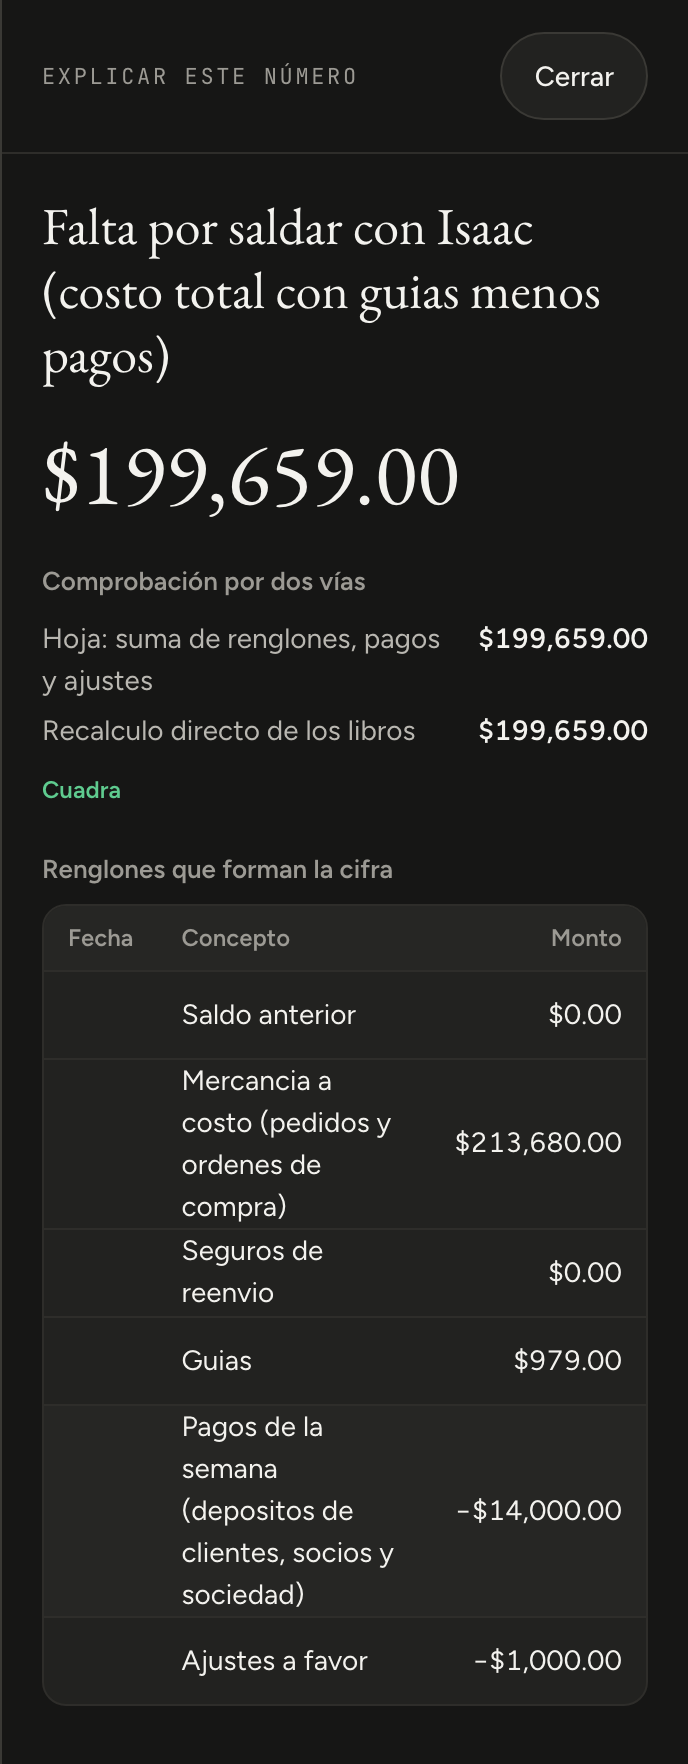 EXPLICAR ESTE NÚMERO
Cerrar
Falta por saldar con Isaac
(costo total con guias menos
pagos)
$199,659.00
Comprobación por dos vías
Hoja: suma de renglones, pagos $199,659.00
y ajustes
Recalculo directo de los libros $199,659.00
Cuadra
Renglones que forman la cifra
Fecha Concepto Monto
Saldo anterior $0.00
Mercancia a
costo (pedidos y
ordenes de
compra)
$213,680.00
Seguros de
reenvio
$0.00
Guias $979.00
Pagos de la
semana
(depositos de
clientes, socios y
sociedad)
-$14,000.00
Ajustes a favor -$1,000.00